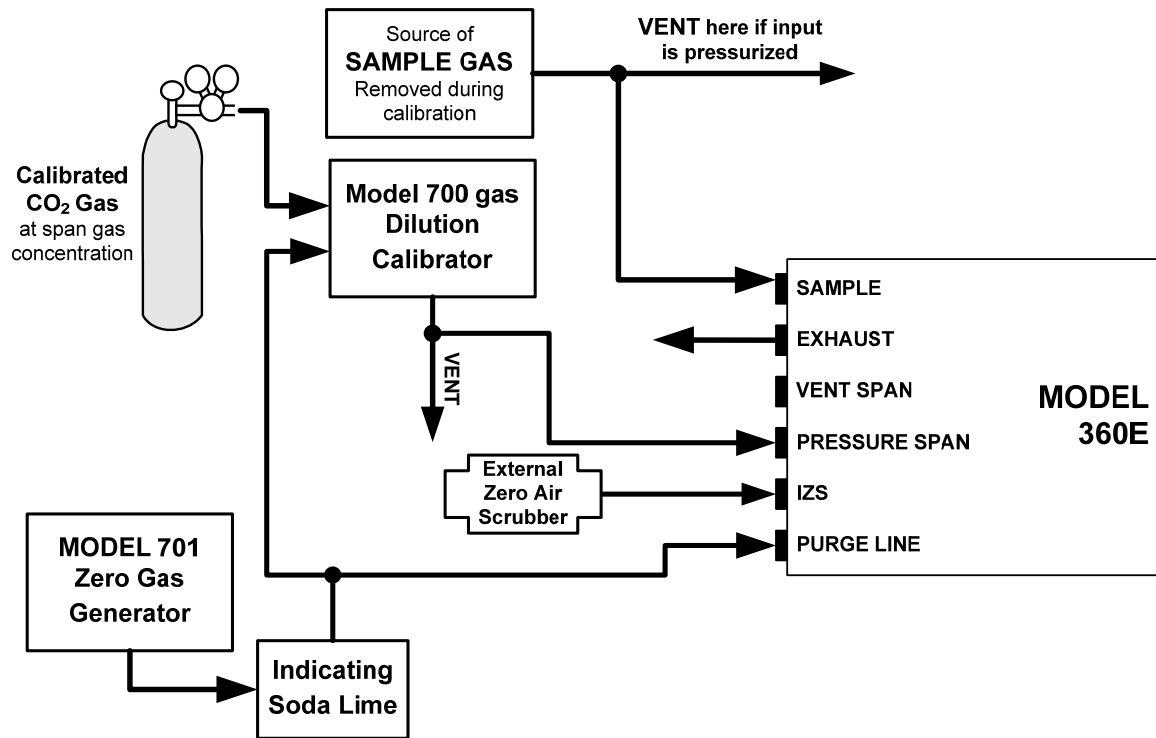 Source of
SAMPLE GAS
Removed during
calibration
VENT here if input
is pressurized
Calibrated
CO₂ Gas
at span gas
concentration
Model 700 gas
Dilution
Calibrator
VENT
SAMPLE
EXHAUST
VENT SPAN
PRESSURE SPAN
IZS
PURGE LINE
MODEL
360E
External
Zero Air
Scrubber
MODEL 701
Zero Gas
Generator
Indicating
Soda Lime